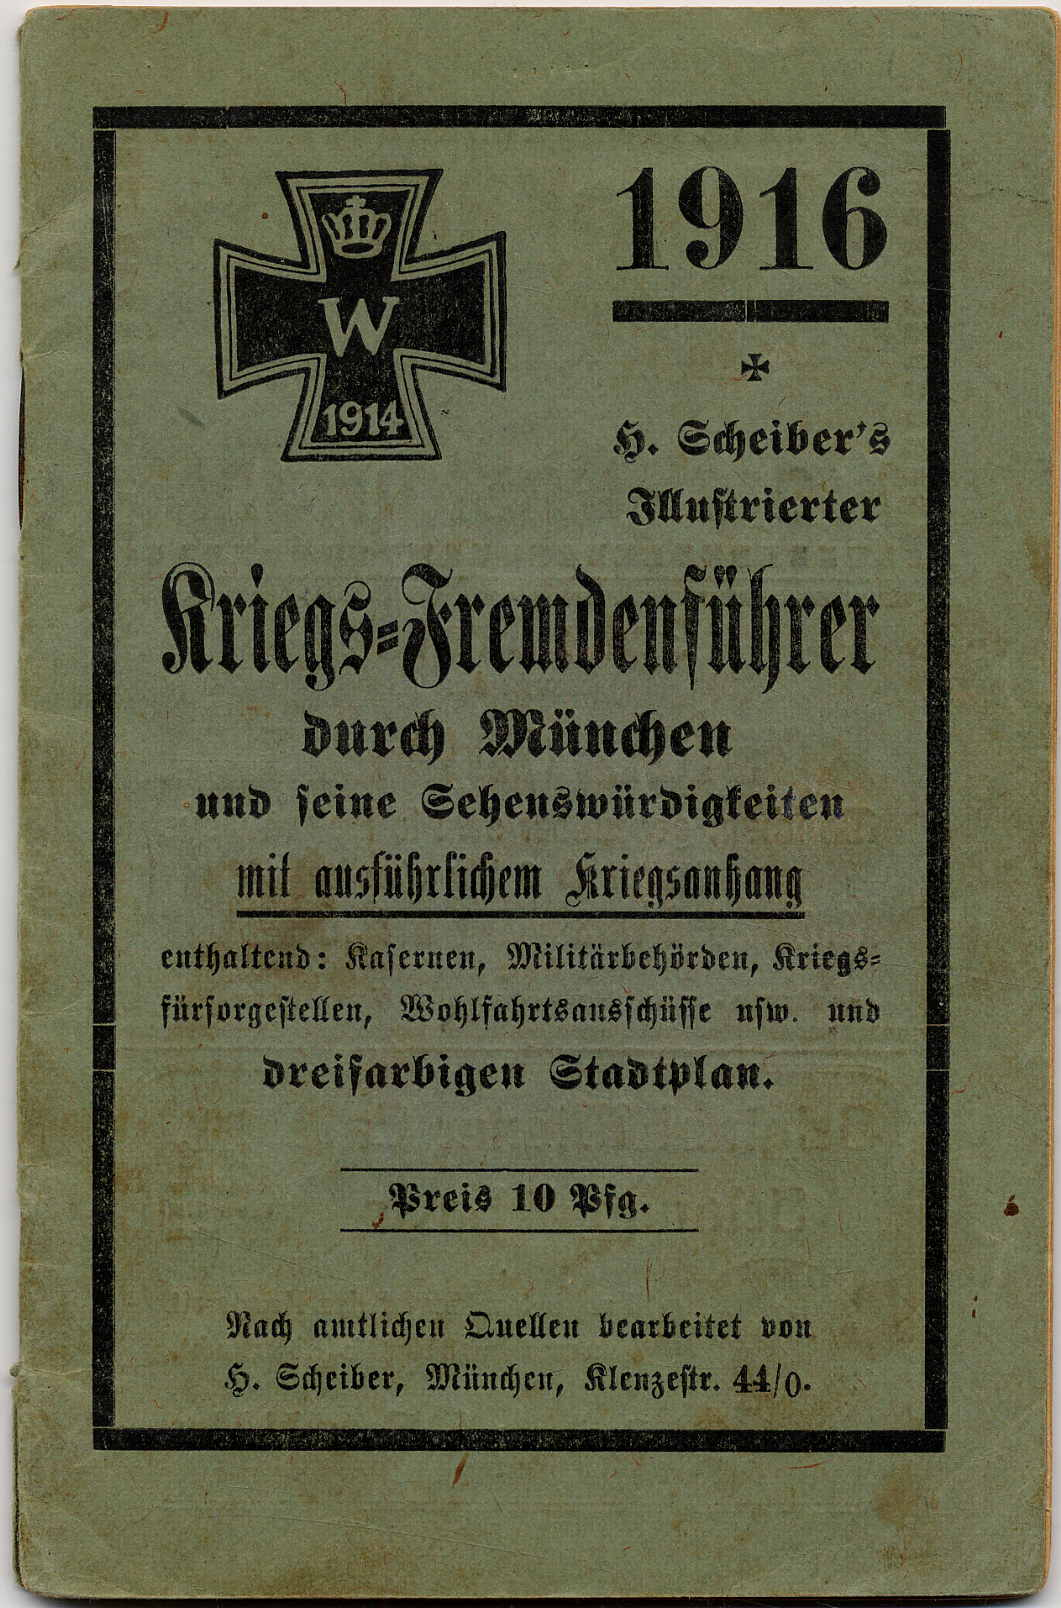 W
1914
1916
H. Scheiber's
Illustrierter
Kriegs=Fremdenführer
durch München
und seine Sehenswürdigkeiten
mit ausführlichem Kriegsanhang
enthaltend: Kasernen, Militärbehörden, Kriegs=
fürsorgestellen, Wohlfahrtsausschüsse usw. und
dreifarbigen Stadtplan.
Preis 10 Pfg.
Nach amtlichen Quellen bearbeitet von
H. Scheiber, München, Klenzestr. 44/0.